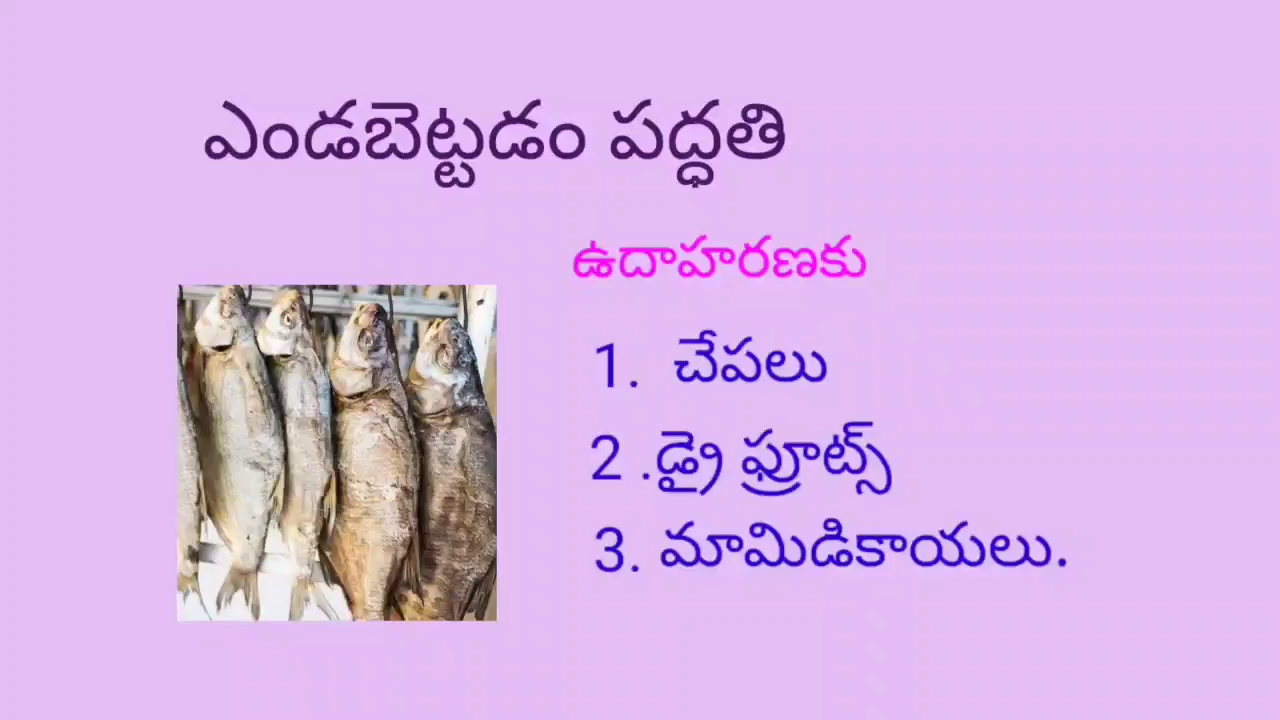 ఎండబెట్టడం పద్ధతి
ఉదాహరణకు
1. చేపలు
2 .డ్రై ఫ్రూట్స్
3. మామిడికాయలు.